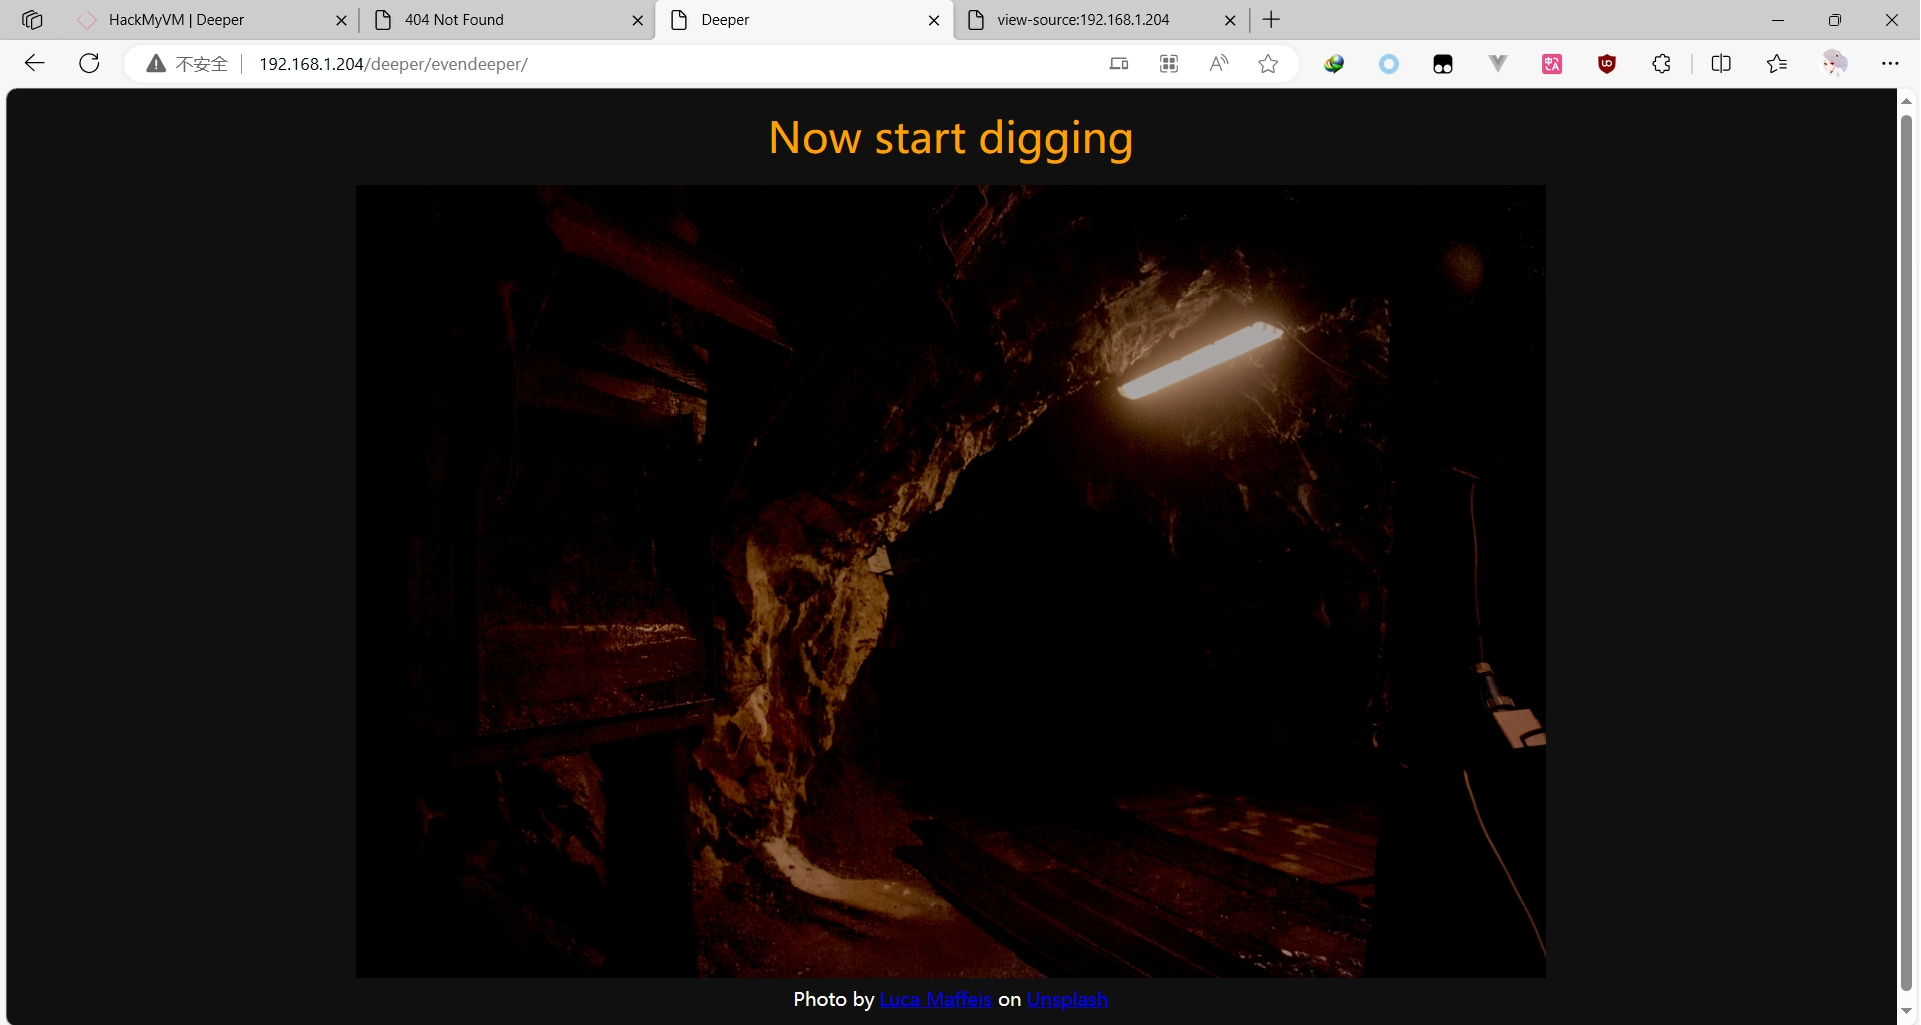 HackMyVM | Deeper
404 Not Found
Deeper
view-source:192.168.1.204
不安全
192.168.1.204/deeper/evendeeper/
Now start digging
Photo by Luca Maffeis on Unsplash